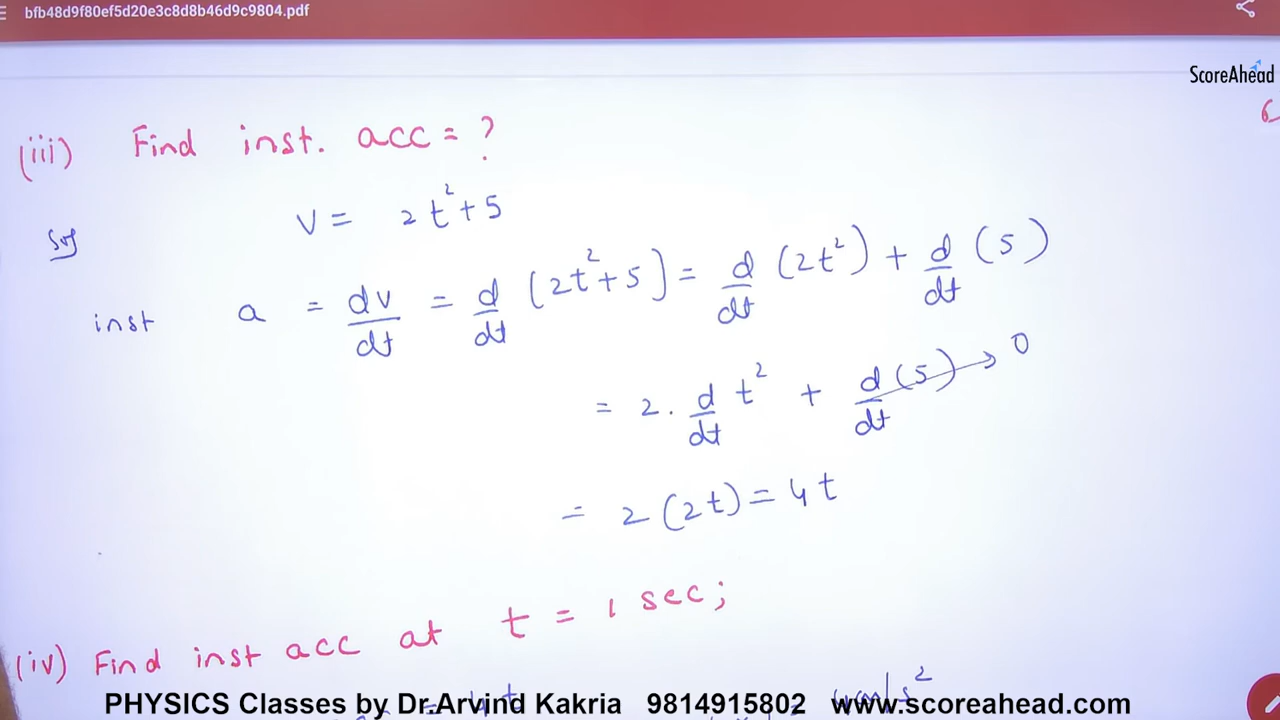 bfb48d9f80ef5d20e3c8d8b46d9c9804.pdf
ScoreAhead
(iii) Find inst. acc = ?
V = 2t²+5
inst a = dv/dt = d/dt (2t²+5) = d/dt (2t²) + d/dt (5)
= 2. d/dt t² + d/dt (5) → 0
= 2 (2t) = 4t
(iv) Find inst acc at t = 1 sec;
PHYSICS Classes by Dr.Arvind Kakria 9814915802 www.scoreahead.com